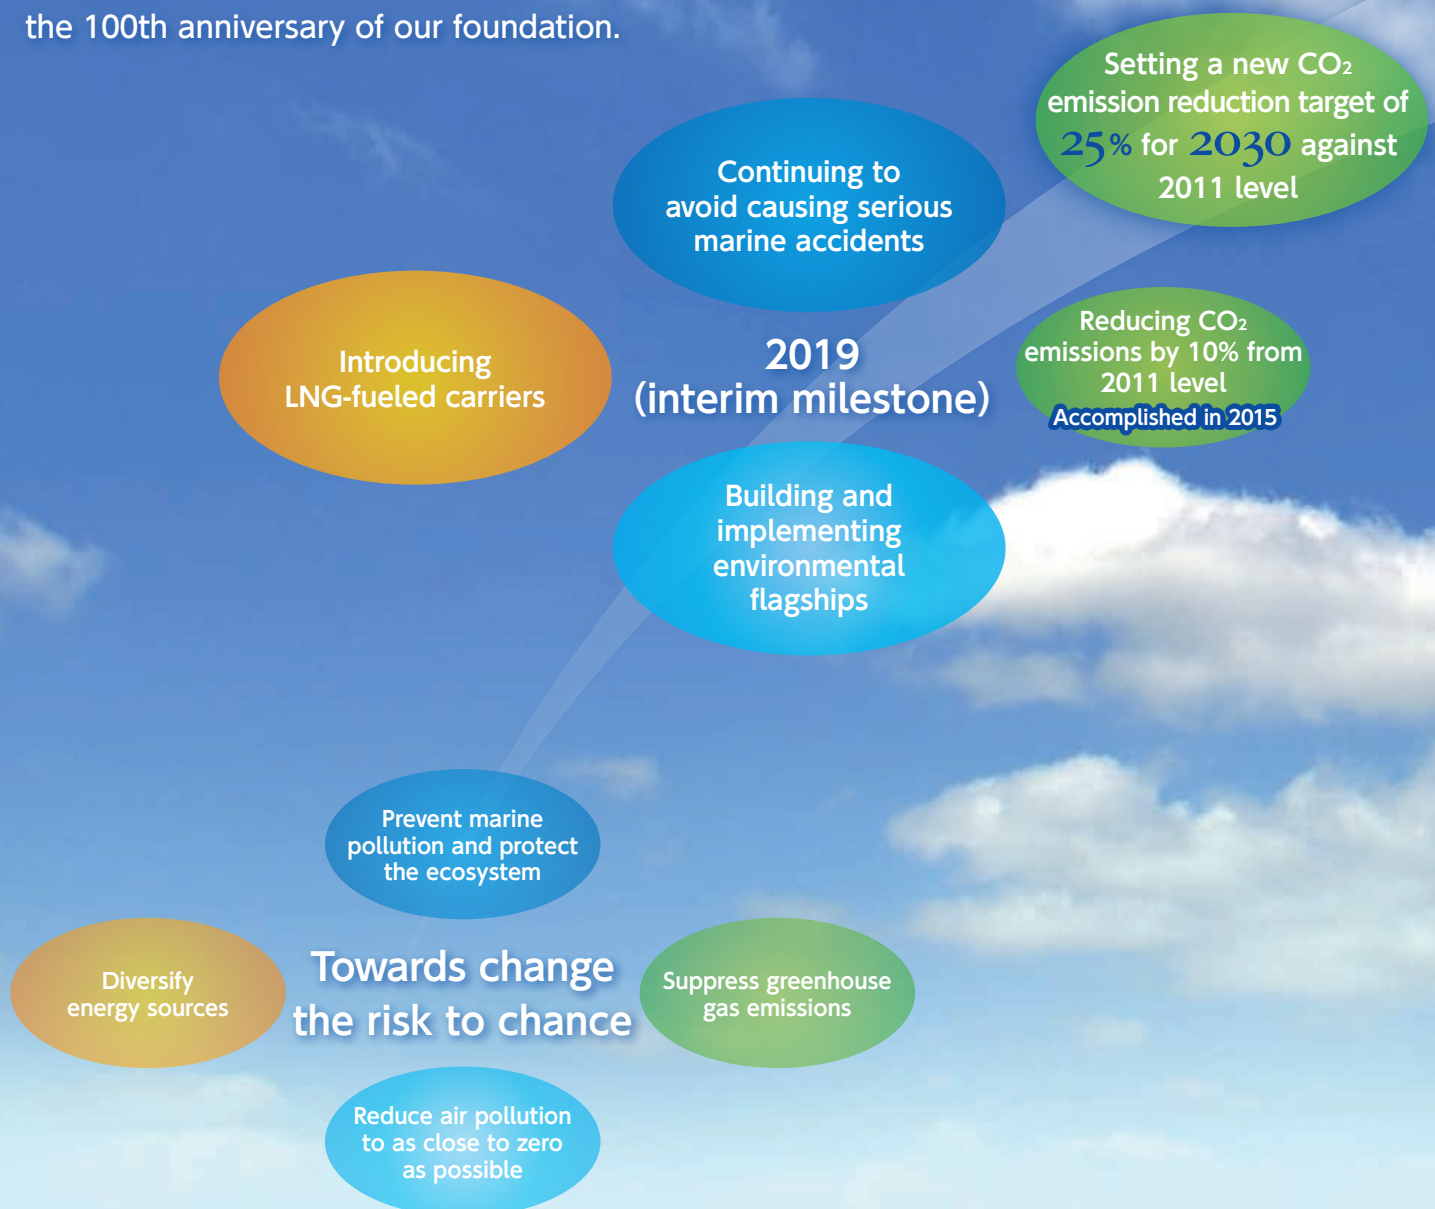 the 100th anniversary of our foundation.
Setting a new CO₂
emission reduction target of
25% for 2030 against
2011 level
Continuing to
avoid causing serious
marine accidents
Introducing
LNG-fueled carriers
2019
(interim milestone)
Reducing CO₂
emissions by 10% from
2011 level
Accomplished in 2015
Building and
implementing
environmental
flagships
Prevent marine
pollution and protect
the ecosystem
Diversify
energy sources
Towards change
the risk to chance
Suppress greenhouse
gas emissions
Reduce air pollution
to as close to zero
as possible